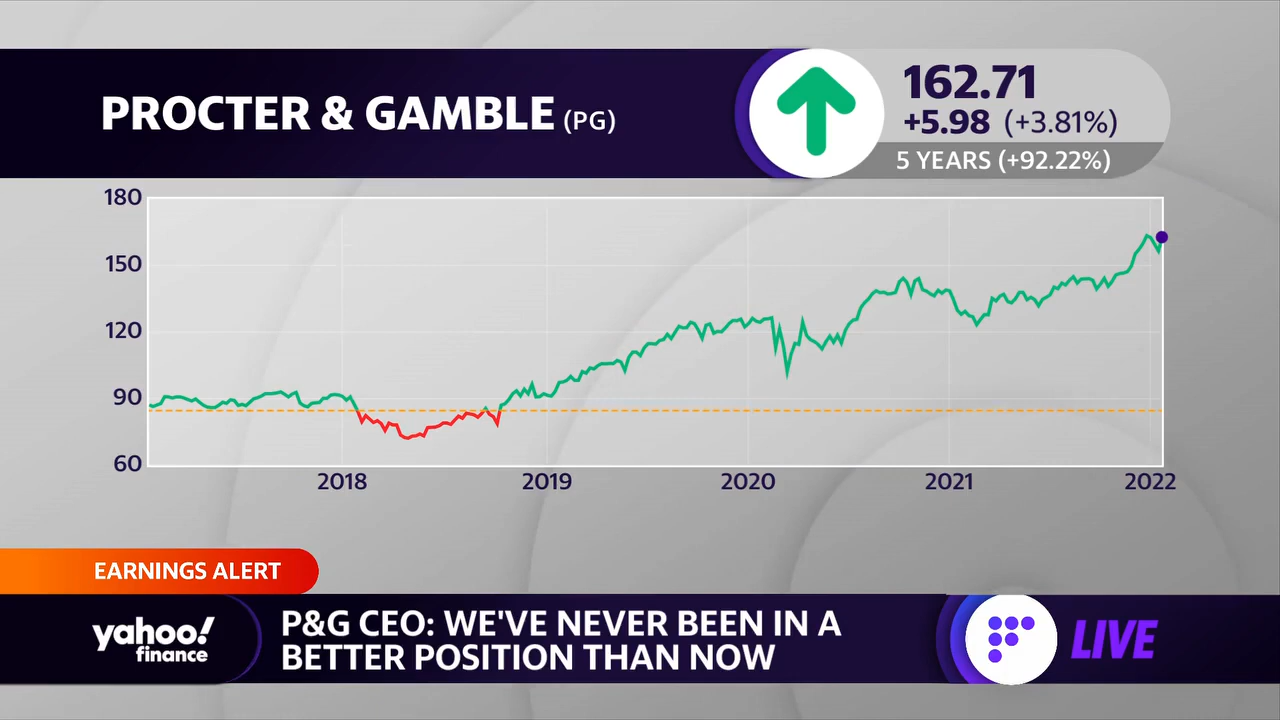 PROCTER & GAMBLE (PG)
162.71
+5.98 (+3.81%)
5 YEARS (+92.22%)
180
150
120
90
60
2018 2019 2020 2021 2022
EARNINGS ALERT
yahoo!
finance
P&G CEO: WE'VE NEVER BEEN IN A
BETTER POSITION THAN NOW
LIVE